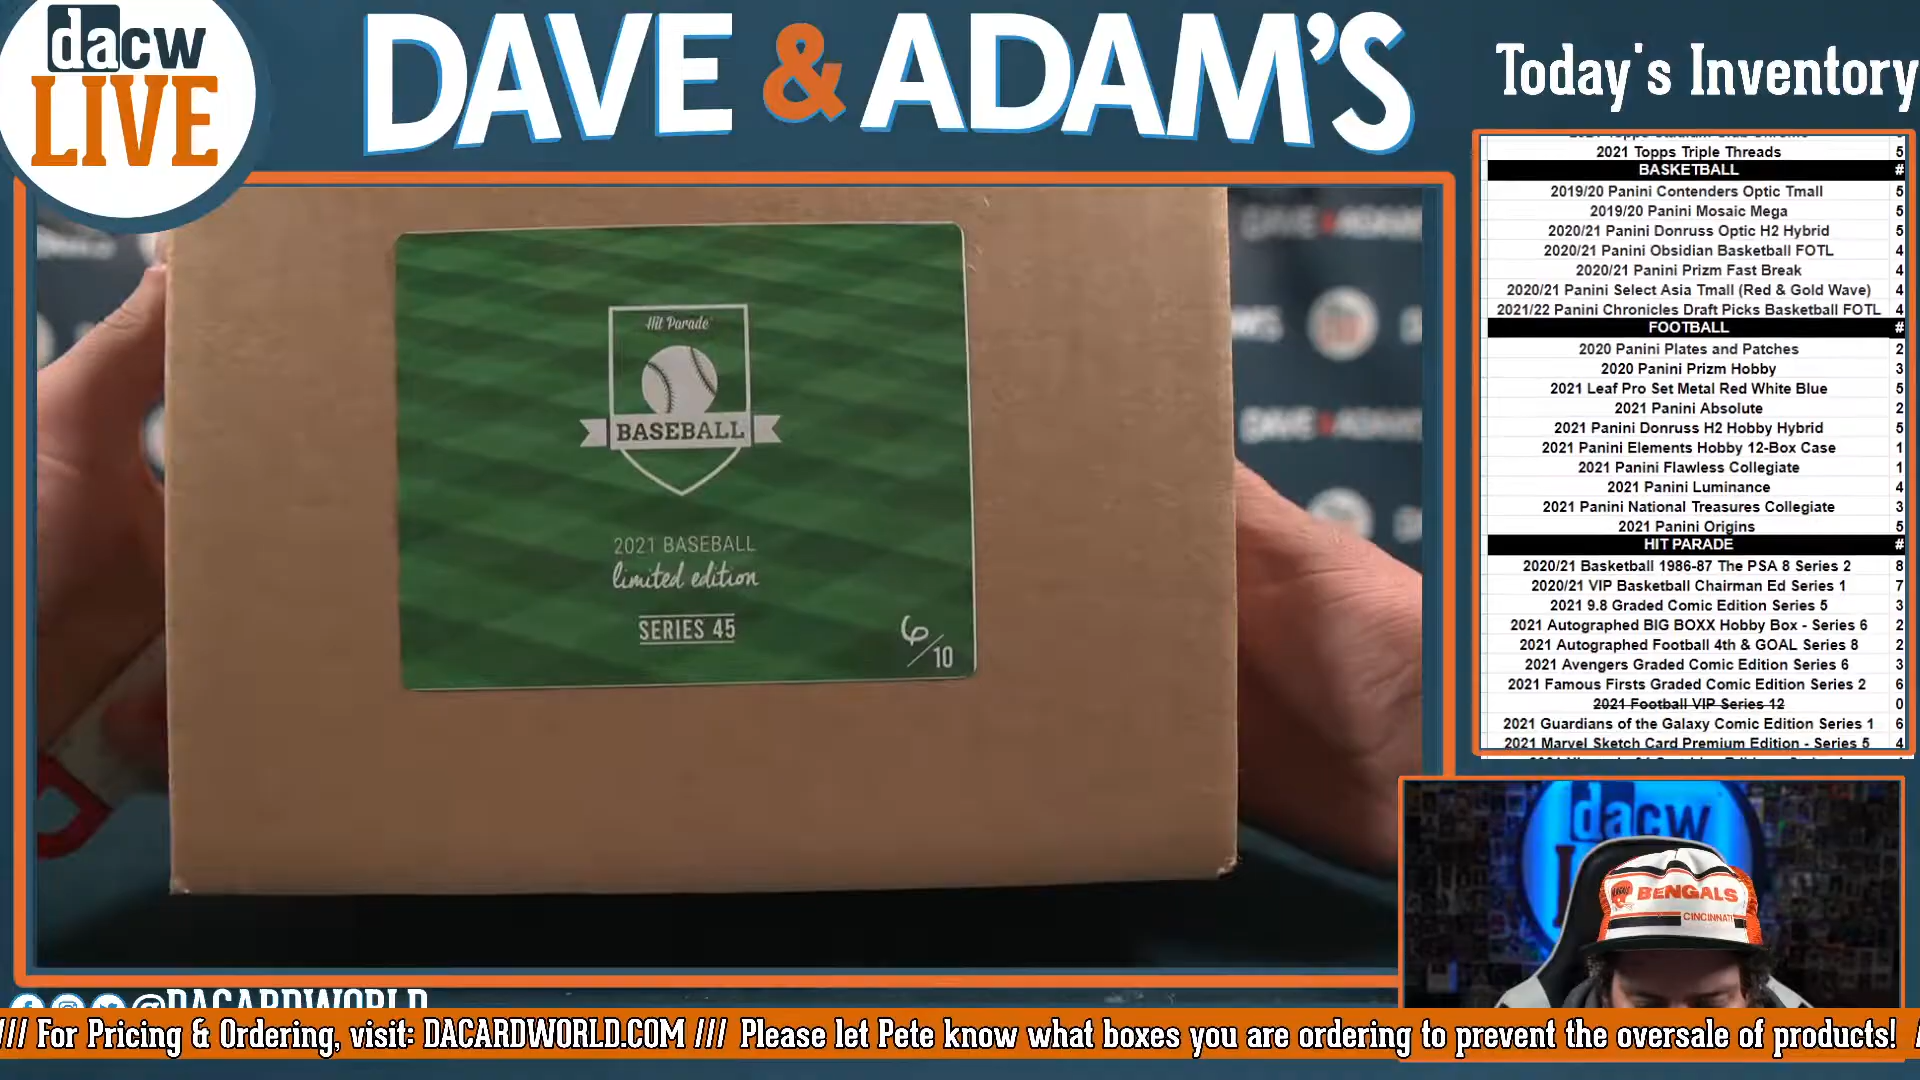 dacw
LIVE
DAVE & ADAM'S
Today's Inventory
2021 Topps Stadium Club Chrome
2021 Topps Triple Threads 5
BASKETBALL #
2019/20 Panini Contenders Optic Tmall 5
2019/20 Panini Mosaic Mega 5
2020/21 Panini Donruss Optic H2 Hybrid 5
2020/21 Panini Obsidian Basketball FOTL 4
2020/21 Panini Prizm Fast Break 4
2020/21 Panini Select Asia Tmall (Red & Gold Wave) 4
2021/22 Panini Chronicles Draft Picks Basketball FOTL 4
FOOTBALL #
2020 Panini Plates and Patches 2
2020 Panini Prizm Hobby 3
2021 Leaf Pro Set Metal Red White Blue 5
2021 Panini Absolute 2
2021 Panini Donruss H2 Hobby Hybrid 5
2021 Panini Elements Hobby 12-Box Case 1
2021 Panini Flawless Collegiate 1
2021 Panini Luminance 4
2021 Panini National Treasures Collegiate 3
2021 Panini Origins 5
HIT PARADE #
2020/21 Basketball 1986-87 The PSA 8 Series 2 8
2020/21 VIP Basketball Chairman Ed Series 1 7
2021 9.8 Graded Comic Edition Series 5 3
2021 Autographed BIG BOXX Hobby Box - Series 6 2
2021 Autographed Football 4th & GOAL Series 8 2
2021 Avengers Graded Comic Edition Series 6 3
2021 Famous Firsts Graded Comic Edition Series 2 6
2021 Football VIP Series 12 0
2021 Guardians of the Galaxy Comic Edition Series 1 6
2021 Marvel Sketch Card Premium Edition - Series 5 4
Hit Parade
BASEBALL
2021 BASEBALL
limited edition
SERIES 45
6/10
DAVE & ADAM'S
dacw
BENGALS
CINCINNATI
@DACARDWORLD
/// For Pricing & Ordering, visit: DACARDWORLD.COM /// Please let Pete know what boxes you are ordering to prevent the oversale of products!